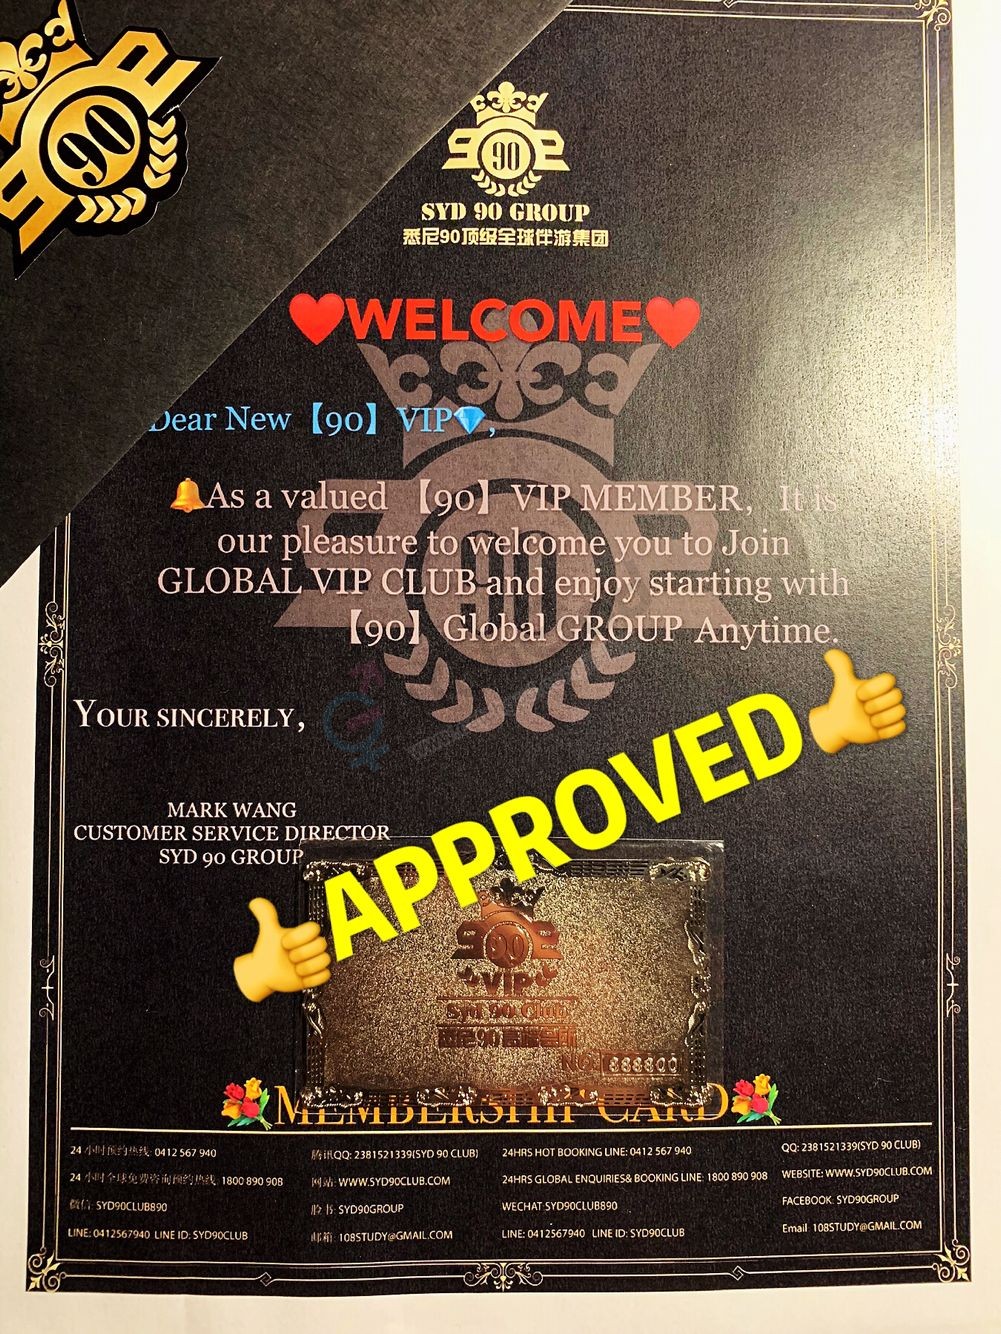 90
90
SYD 90 GROUP
悉尼90顶级全球伴游集团
WELCOME
Dear New【90】VIP,
As a valued 【90】VIP MEMBER, It is
our pleasure to welcome you to Join
GLOBAL VIP CLUB and enjoy starting with
【90】Global GROUP Anytime.
YOUR SINCERELY,
APPROVED
MARK WANG
CUSTOMER SERVICE DIRECTOR
SYD 90 GROUP
90
VIP
Syd 90 Club
NO. 888800
MEMBERSHIP CARD
24 小时预约热线: 0412 567 940
24 小时全球免费咨询预约热线: 1800 890 908
微信: SYD90CLUB890
LINE: 0412567940 LINE ID: SYD90CLUB
腾讯QQ: 2381521339(SYD 90 CLUB)
网站: WWW.SYD90CLUB.COM
脸书: SYD90GROUP
邮箱: 108STUDY@GMAIL.COM
24HRS HOT BOOKING LINE: 0412 567 940
24HRS GLOBAL ENQUIRIES& BOOKING LINE: 1800 890 908
WECHAT SYD90CLUB890
LINE: 0412567940 LINE ID: SYD90CLUB
QQ: 2381521339(SYD 90 CLUB)
WEBSITE: WWW.SYD90CLUB.COM
FACEBOOK: SYD90GROUP
Email: 108STUDY@GMAIL.COM